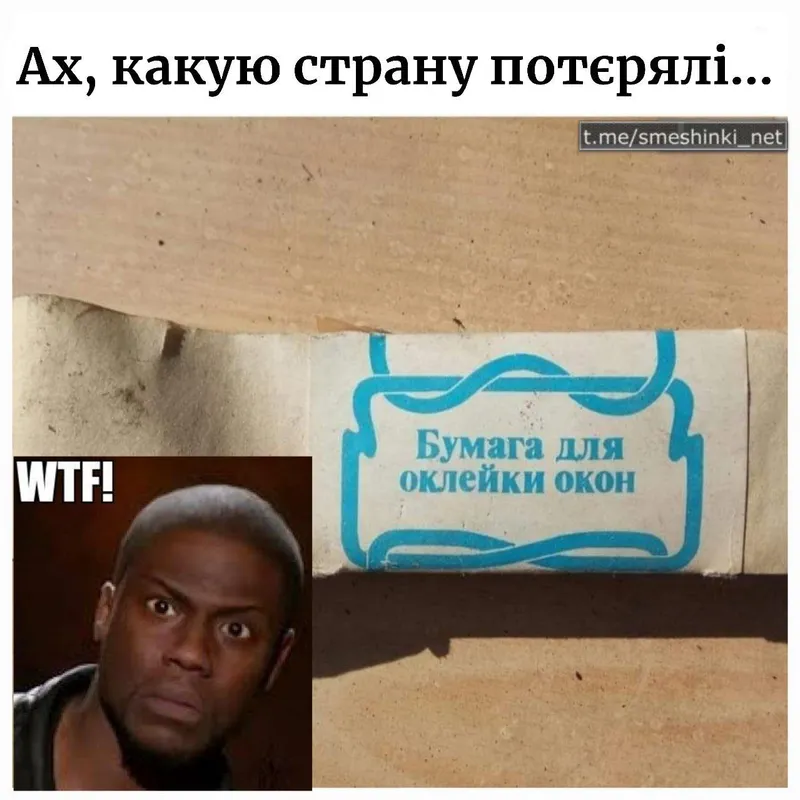 Ах, какую страну потєрялі...
t.me/smeshinki_net
Бумага для
оклейки окон
WTF!